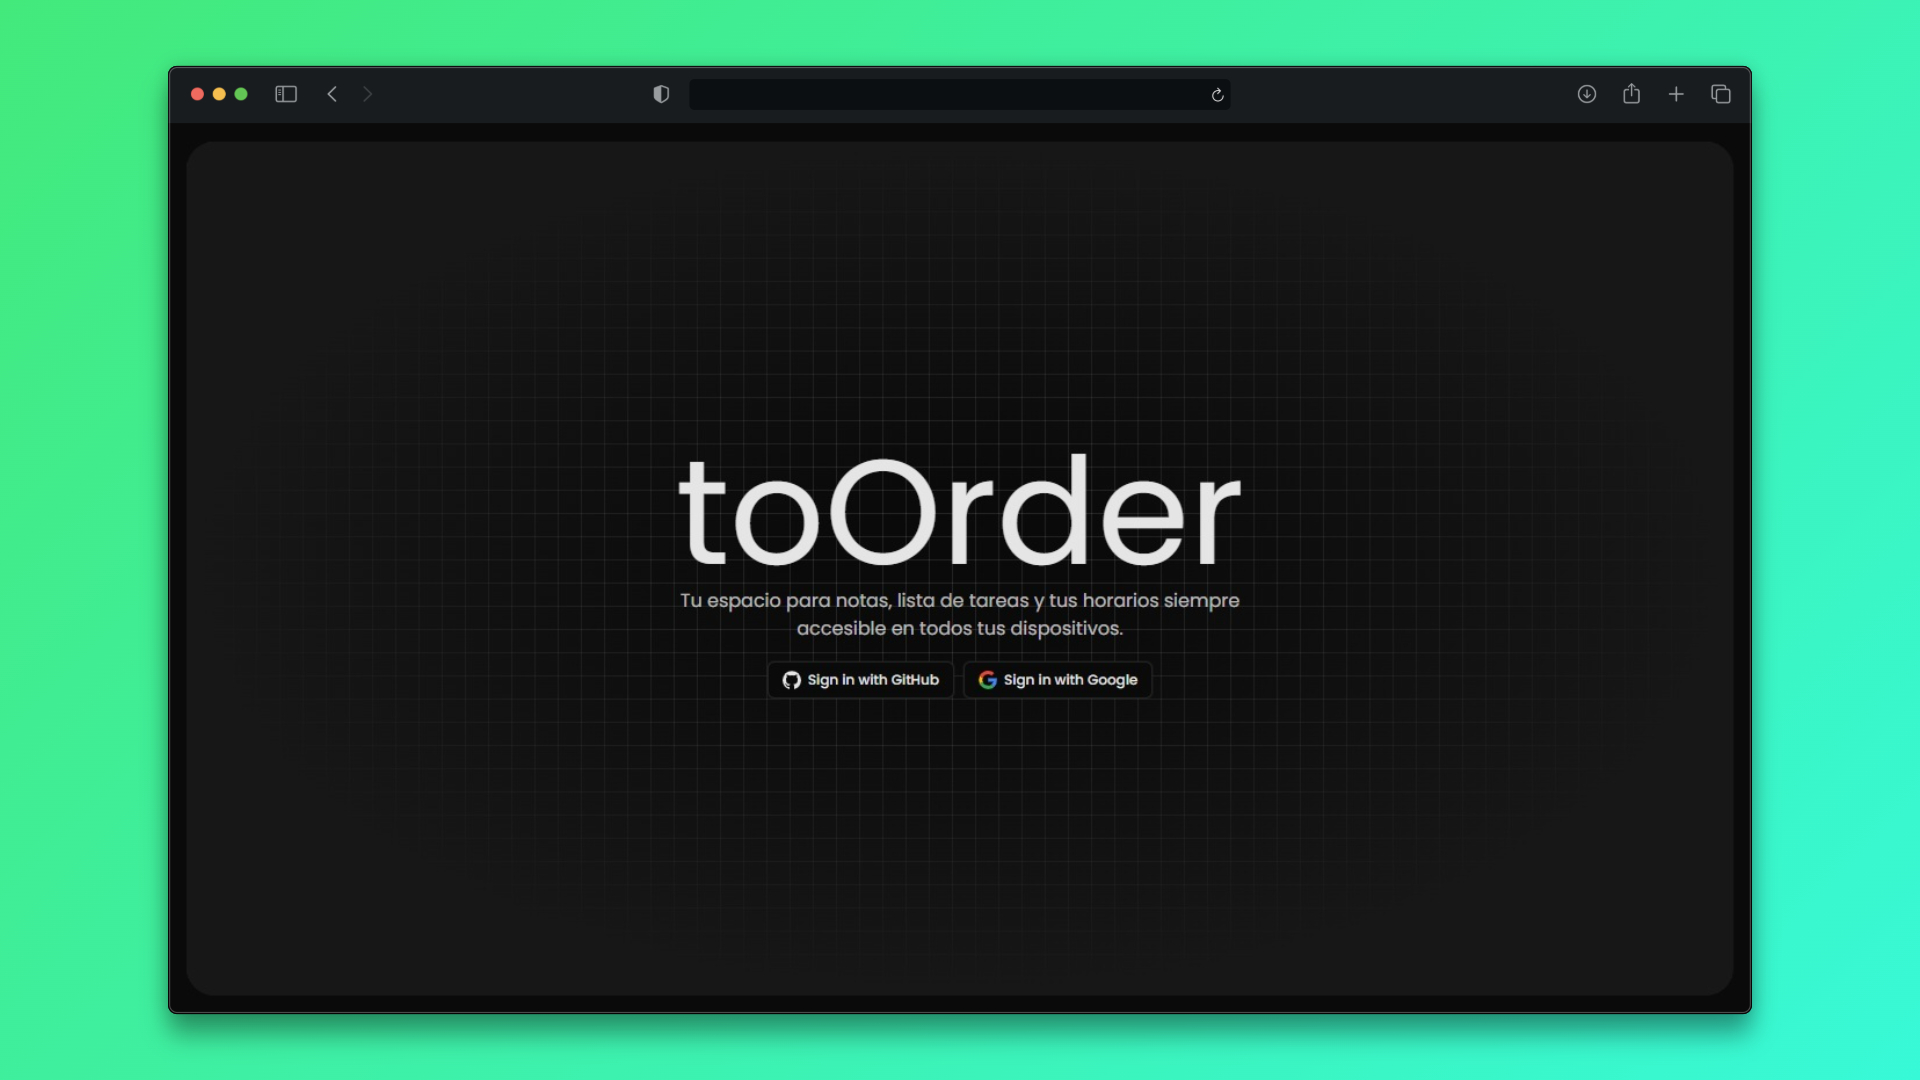 toOrder
Tu espacio para notas, lista de tareas y tus horarios siempre
accesible en todos tus dispositivos.
Sign in with GitHub
Sign in with Google